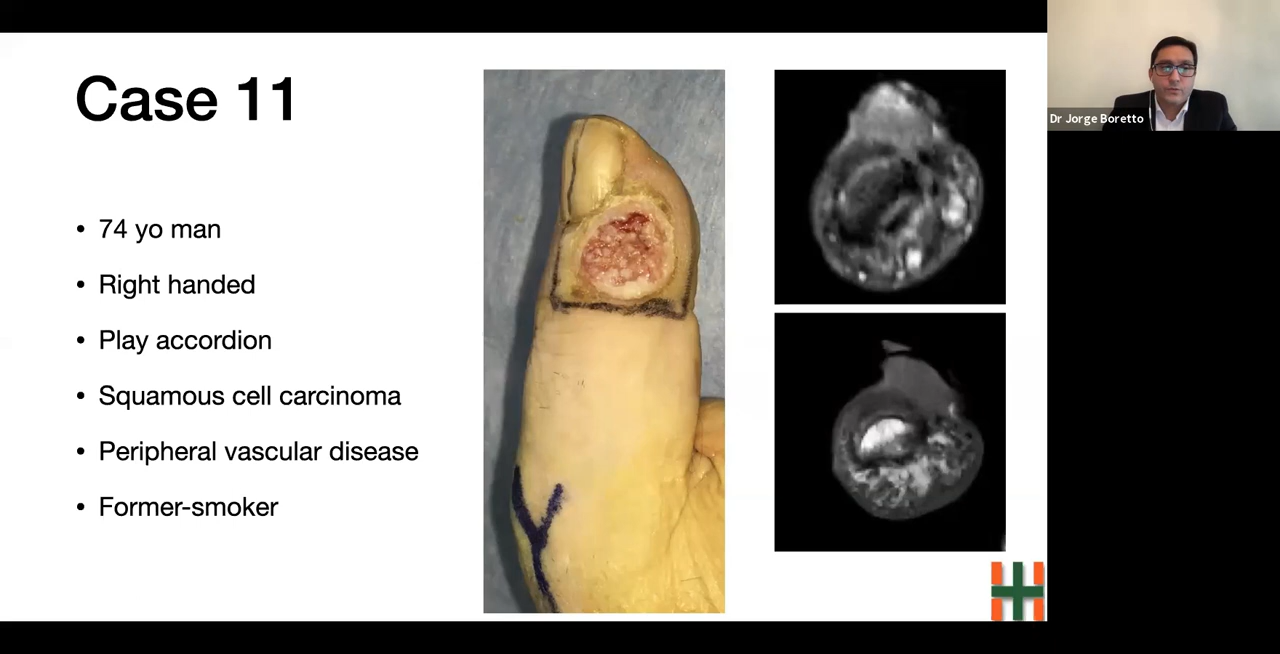 Case 11
• 74 yo man
• Right handed
• Play accordion
• Squamous cell carcinoma
• Peripheral vascular disease
• Former-smoker
Dr Jorge Boretto